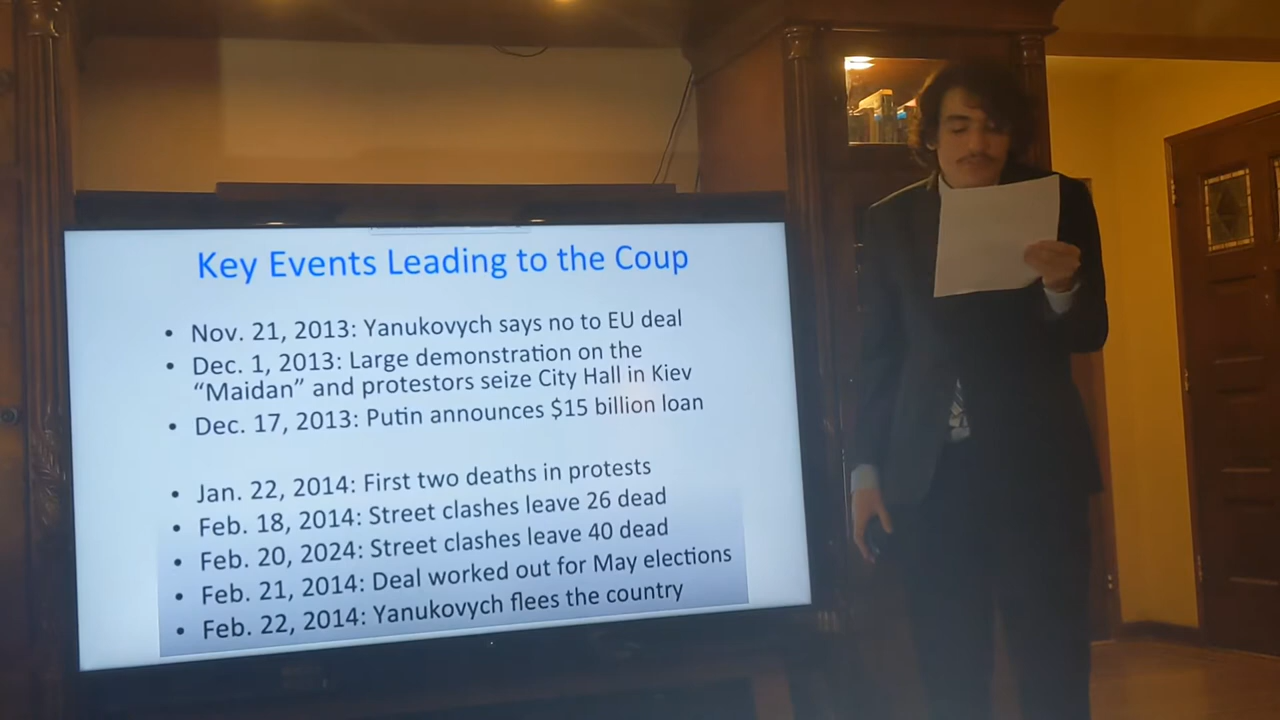 Key Events Leading to the Coup
• Nov. 21, 2013: Yanukovych says no to EU deal
• Dec. 1, 2013: Large demonstration on the
“Maidan” and protestors seize City Hall in Kiev
• Dec. 17, 2013: Putin announces $15 billion loan
• Jan. 22, 2014: First two deaths in protests
• Feb. 18, 2014: Street clashes leave 26 dead
• Feb. 20, 2024: Street clashes leave 40 dead
• Feb. 21, 2014: Deal worked out for May elections
• Feb. 22, 2014: Yanukovych flees the country